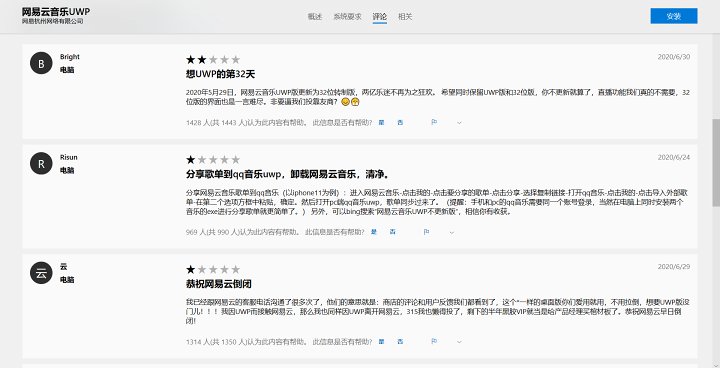 网易云音乐UWP
网易杭州网络有限公司
概述 系统要求 评论 相关
安装
B Bright
电脑
2020/6/30
想UWP的第32天
2020年5月29日，网易云音乐UWP版更新为32位转制版，两亿乐迷不再为之狂欢。 希望同时保留UWP版和32位版，你不更新就算了，直播功能我们真的不需要，32
位版的界面也是一言难尽。非要逼我们投靠友商？
1428 人(共 1443 人)认为此内容有帮助。 此信息是否有帮助? 是 否
R Risun
电脑
2020/6/24
分享歌单到qq音乐uwp，卸载网易云音乐，清净。
分享网易云音乐歌单到qq音乐（以iphone11为例）：进入网易云音乐-点击我的-点击要分享的歌单-点击分享-选择复制链接-打开qq音乐-点击我的-点击导入外部歌
单-在第二个选项方框中粘贴，确定。然后打开pc端qq音乐uwp，歌单同步过来了。 （提醒：手机和pc的qq音乐需要同一个账号登录，当然在电脑上同时安装两个
音乐的exe进行分享歌单就更简单了。） 另外，可以bing搜索"网易云音乐UWP不更新版"，相信你有收获。
969 人(共 990 人)认为此内容有帮助。 此信息是否有帮助? 是 否
云 云
电脑
2020/6/29
恭祝网易云倒闭
我已经跟网易云的客服电话沟通了很多次了，他们的意思就是：商店的评论和用户反馈我们都看到了，这个*一样的桌面版你们爱用就用，不用拉倒，想要UWP版没
门儿！！！我因UWP而接触网易云，那么我也同样因UWP离开网易云，315我也懒得投了，剩下的半年黑胶VIP就当是给产品经理买棺材板了。恭祝网易云早日倒
闭!
1314 人(共 1350 人)认为此内容有帮助。 此信息是否有帮助? 是 否